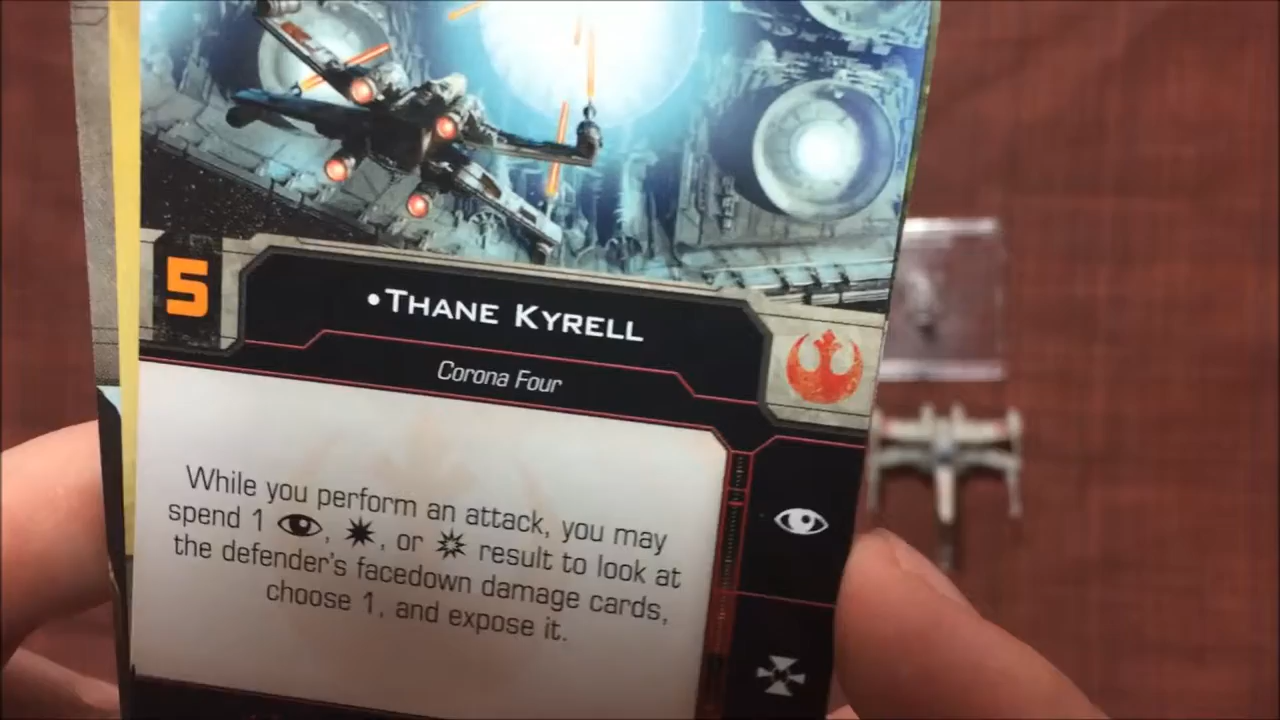 5
•THANE KYRELL
Corona Four
While you perform an attack, you may
spend 1 , , or result to look at
the defender's facedown damage cards,
choose 1, and expose it.